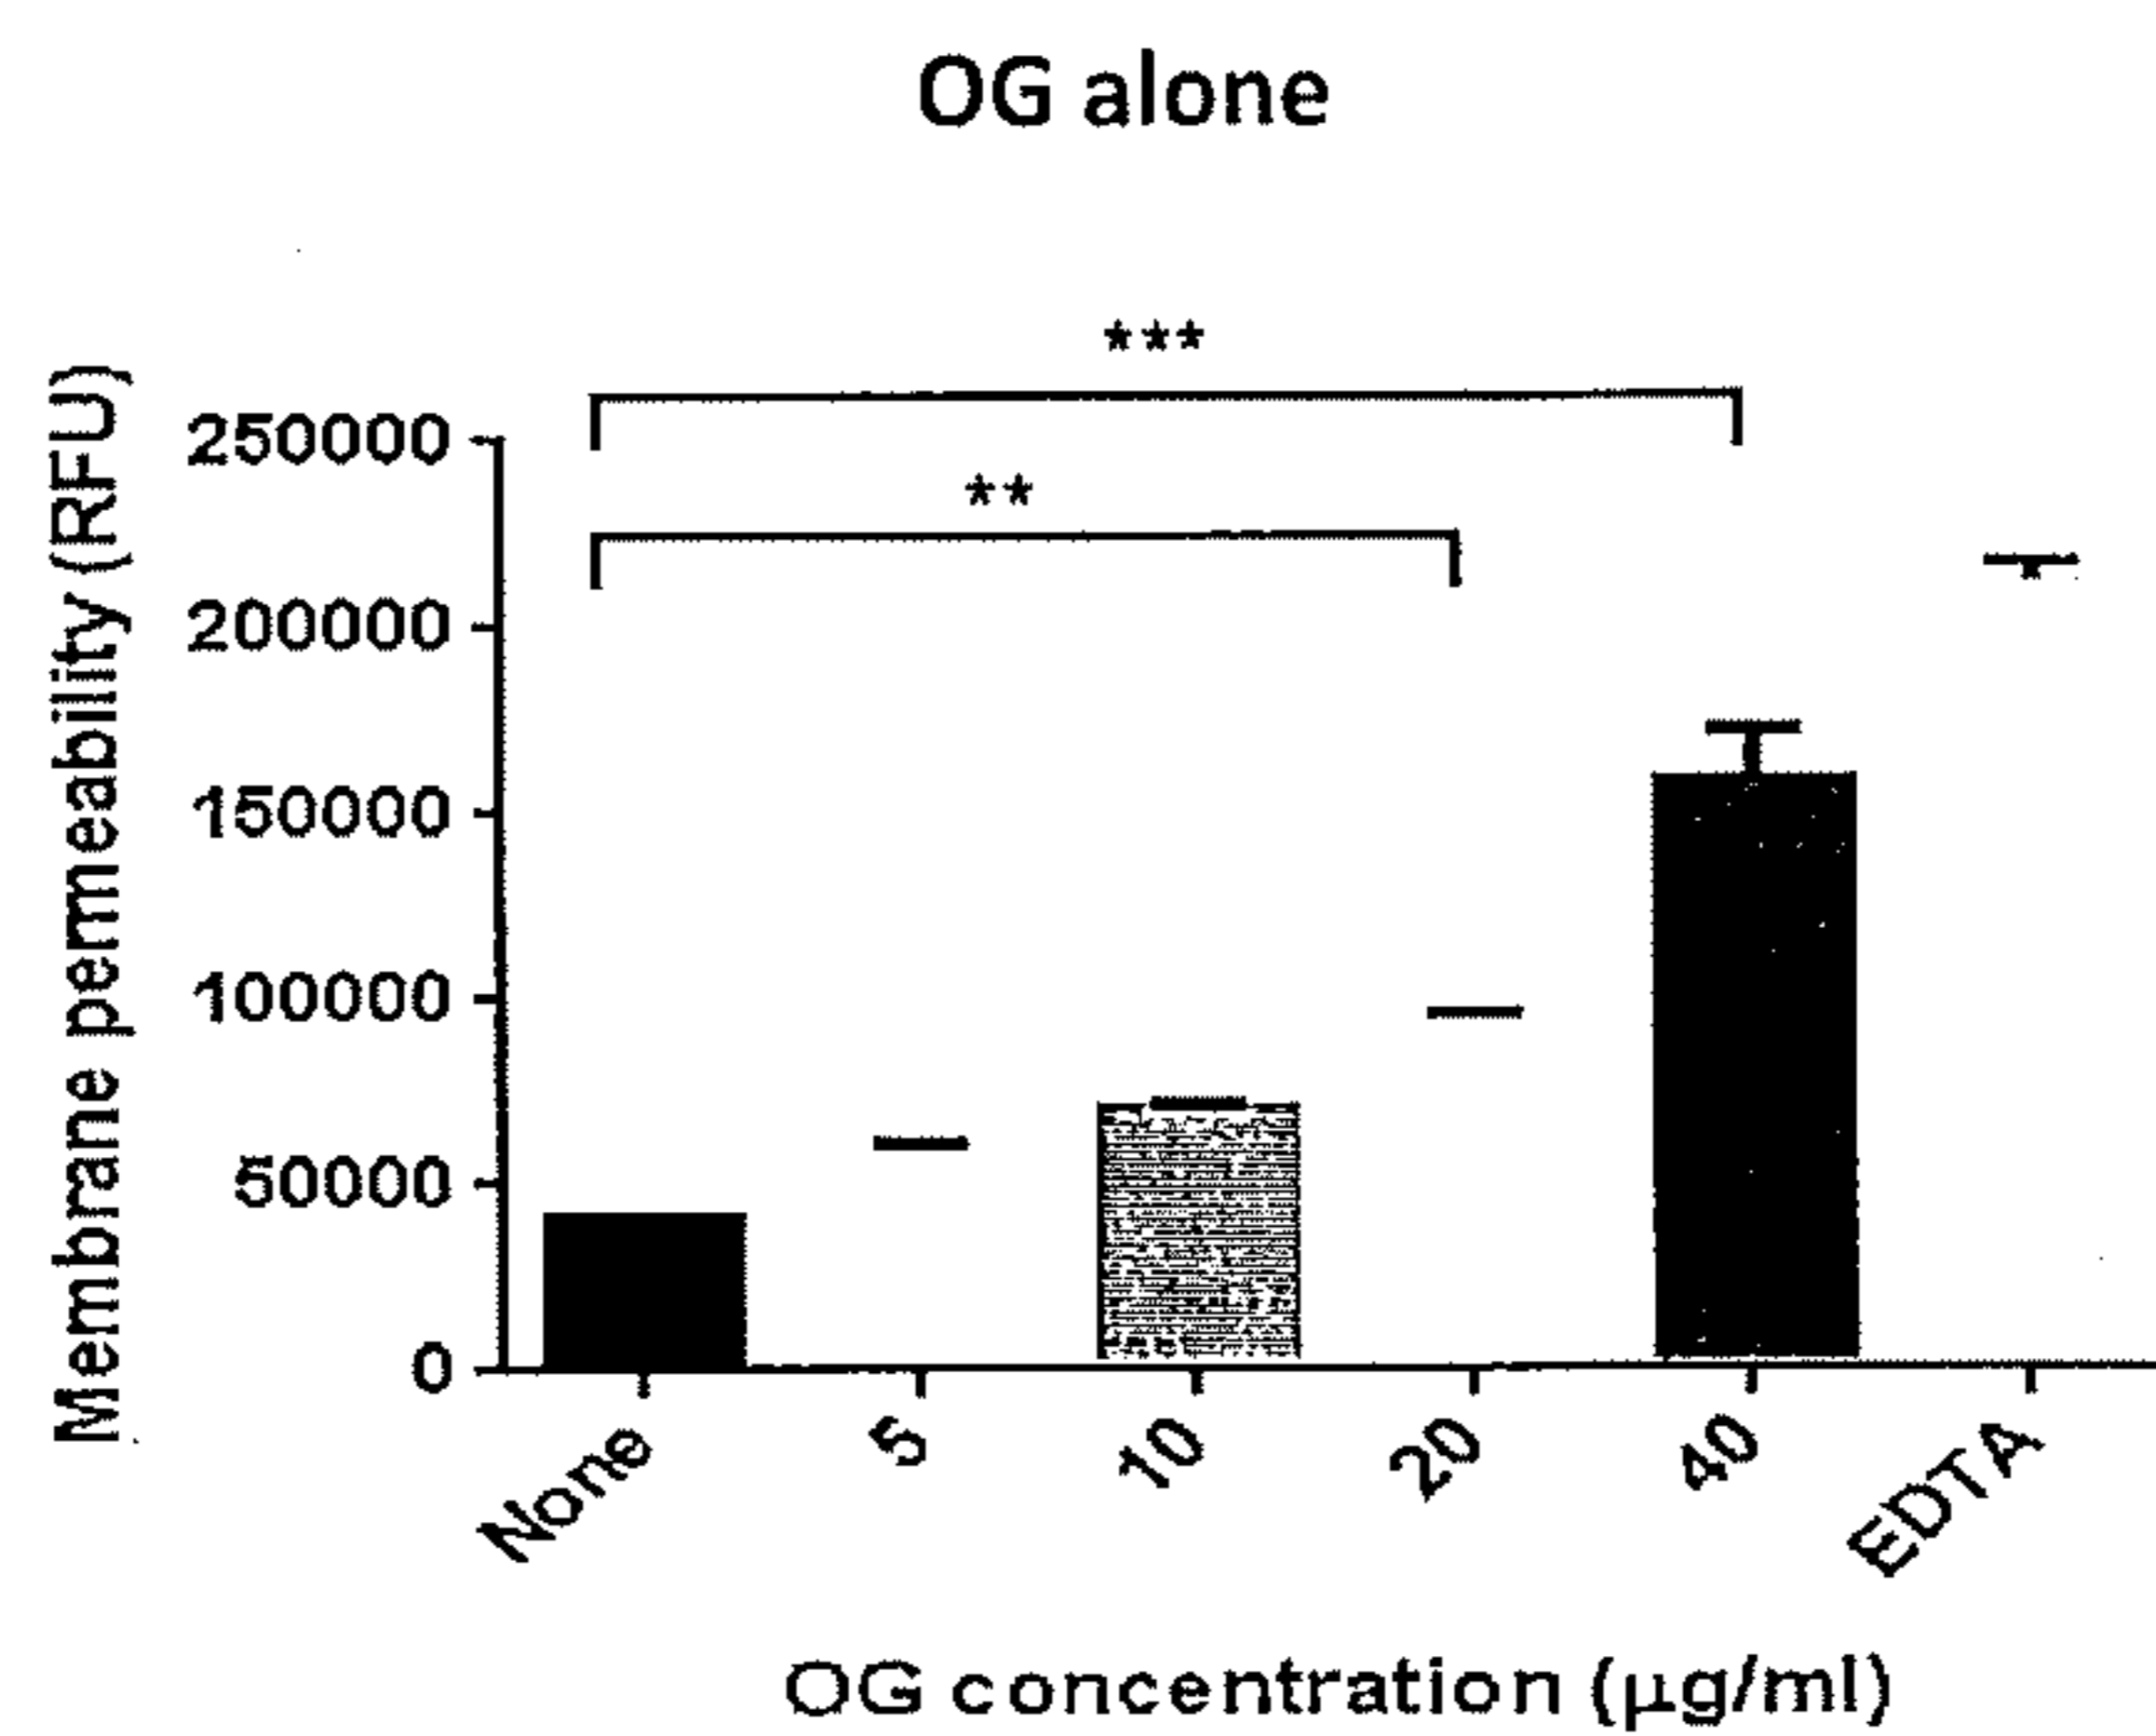 OG alone
***
**
Membrane permeability (RFU)
250000
200000
150000
100000
50000
0
None
5
10
20
40
EDTA
OG concentration (µg/ml)